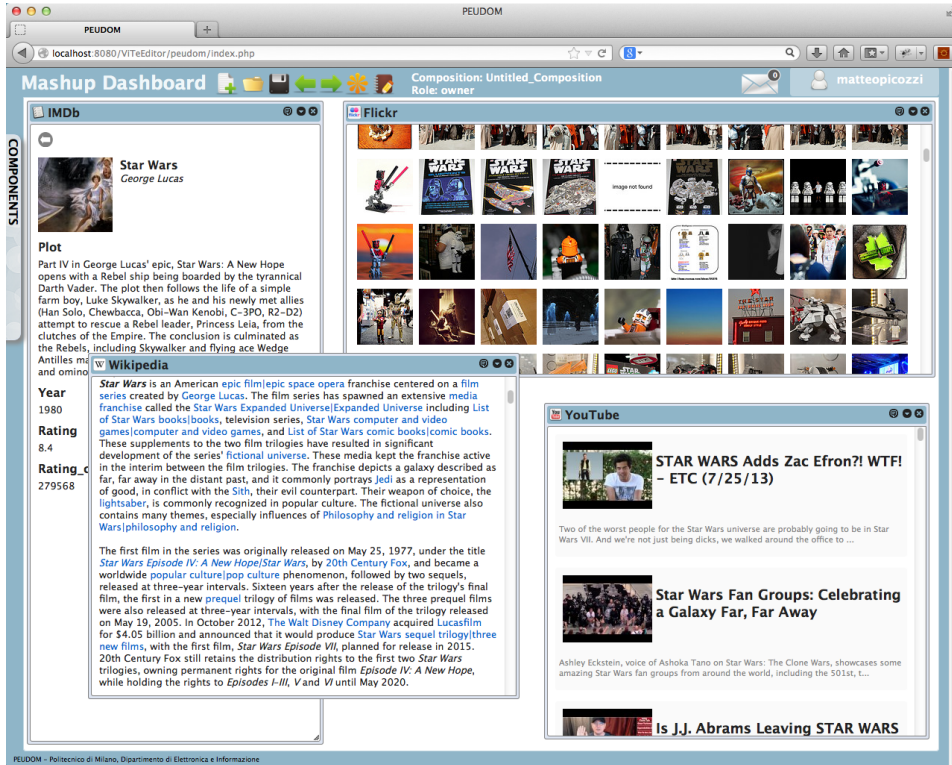 PEUDOM
PEUDOM
localhost:8080/ViTeEditor/peudom/index.php
Mashup Dashboard
Composition: Untitled_Composition
Role: owner
0
matteopicozzi
COMPONENTS
IMDb
Star Wars
George Lucas
Plot
Part IV in George Lucas' epic, Star Wars: A New Hope
opens with a Rebel ship being boarded by the tyrannical
Darth Vader. The plot then follows the life of a simple
farm boy, Luke Skywalker, as he and his newly met allies
(Han Solo, Chewbacca, Obi-Wan Kenobi, C-3PO, R2-D2)
attempt to rescue a Rebel leader, Princess Leia, from the
clutches of the Empire. The conclusion is culminated as
the Rebels, including Skywalker and flying ace Wedge
Antilles ma
and omino
Year
1980
Rating
8.4
Rating_c
279568
Flickr
STAR WARS
STAR WARS
STAR WARS
image not found
Wikipedia
Star Wars is an American epic film|epic space opera franchise centered on a film
series created by George Lucas. The film series has spawned an extensive media
franchise called the Star Wars Expanded Universe|Expanded Universe including List
of Star Wars books|books, television series, Star Wars computer and video
games|computer and video games, and List of Star Wars comic books|comic books.
These supplements to the two film trilogies have resulted in significant
development of the series' fictional universe. These media kept the franchise active
in the interim between the film trilogies. The franchise depicts a galaxy described as
far, far away in the distant past, and it commonly portrays Jedi as a representation
of good, in conflict with the Sith, their evil counterpart. Their weapon of choice, the
lightsaber, is commonly recognized in popular culture. The fictional universe also
contains many themes, especially influences of Philosophy and religion in Star
Wars|philosophy and religion.
The first film in the series was originally released on May 25, 1977, under the title
Star Wars Episode IV: A New Hope|Star Wars, by 20th Century Fox, and became a
worldwide popular culture|pop culture phenomenon, followed by two sequels,
released at three-year intervals. Sixteen years after the release of the trilogy's final
film, the first in a new prequel trilogy of films was released. The three prequel films
were also released at three-year intervals, with the final film of the trilogy released
on May 19, 2005. In October 2012, The Walt Disney Company acquired Lucasfilm
for $4.05 billion and announced that it would produce Star Wars sequel trilogy|three
new films, with the first film, Star Wars Episode VII, planned for release in 2015.
20th Century Fox still retains the distribution rights to the first two Star Wars
trilogies, owning permanent rights for the original film Episode IV: A New Hope,
while holding the rights to Episodes I-III, V and VI until May 2020.
YouTube
STAR WARS Adds Zac Efron?! WTF!
- ETC (7/25/13)
Two of the worst people for the Star Wars universe are probably going to be in Star
Wars VII. And we're not just being dicks, we walked around the office to ...
Star Wars Fan Groups: Celebrating
a Galaxy Far, Far Away
Ashley Eckstein, voice of Ashoka Tano on Star Wars: The Clone Wars, showcases some
amazing Star Wars fan groups from around the world, including the 501st, t...
Is J.J. Abrams Leaving STAR WARS
PEUDOM - Politecnico di Milano, Dipartimento di Elettronica e Informazione